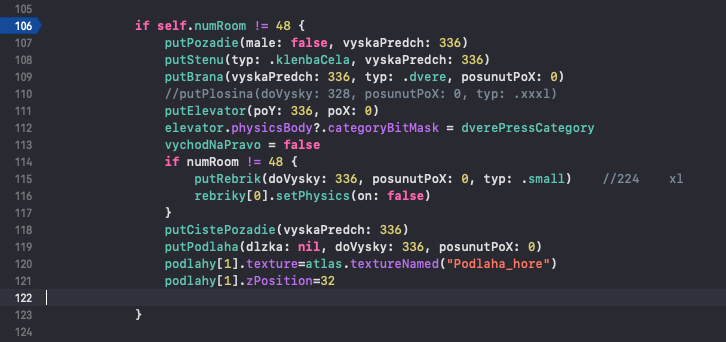 105
106 if self.numRoom != 48 {
107 putPozadie(male: false, vyskaPredch: 336)
108 putStenu(typ: .klenbaCela, vyskaPredch: 336)
109 putBrana(vyskaPredch: 336, typ: .dvere, posunutPoX: 0)
110 //putPlosina(doVysky: 328, posunutPoX: 0, typ: .xxxl)
111 putElevator(poY: 336, poX: 0)
112 elevator.physicsBody?.categoryBitMask = dverePressCategory
113 vychodNaPravo = false
114 if numRoom != 48 {
115 putRebrik(doVysky: 336, posunutPoX: 0, typ: .small) //224 xl
116 rebriky[0].setPhysics(on: false)
117 }
118 putCistePozadie(vyskaPredch: 336)
119 putPodlaha(dlzka: nil, doVysky: 336, posunutPoX: 0)
120 podlahy[1].texture=atlas.textureNamed("Podlaha_hore")
121 podlahy[1].zPosition=32
122
123 }
124